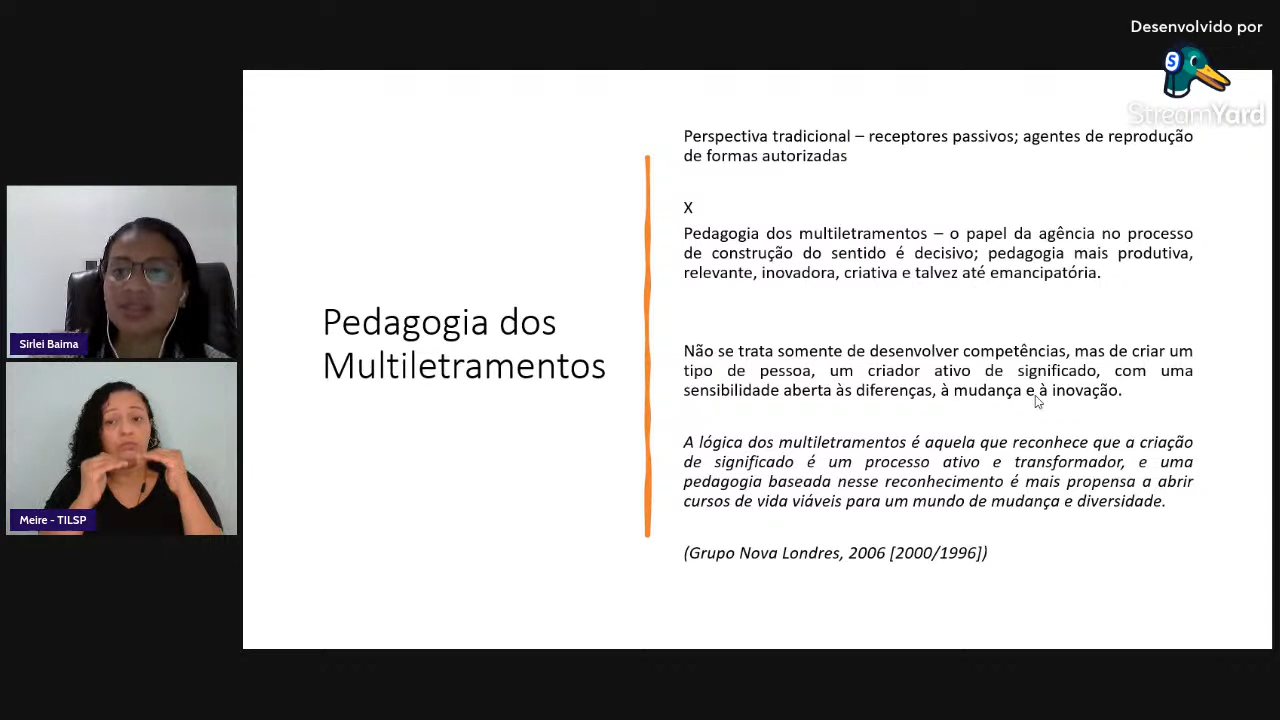 Desenvolvido por
StreamYard
Perspectiva tradicional – receptores passivos; agentes de reprodução
de formas autorizadas
X
Pedagogia dos multiletramentos – o papel da agência no processo
de construção do sentido é decisivo; pedagogia mais produtiva,
relevante, inovadora, criativa e talvez até emancipatória.
Pedagogia dos
Multiletramentos
Não se trata somente de desenvolver competências, mas de criar um
tipo de pessoa, um criador ativo de significado, com uma
sensibilidade aberta às diferenças, à mudança e à inovação.
A lógica dos multiletramentos é aquela que reconhece que a criação
de significado é um processo ativo e transformador, e uma
pedagogia baseada nesse reconhecimento é mais propensa a abrir
cursos de vida viáveis para um mundo de mudança e diversidade.
(Grupo Nova Londres, 2006 [2000/1996])
Sirlei Baima
Meire - TILSP